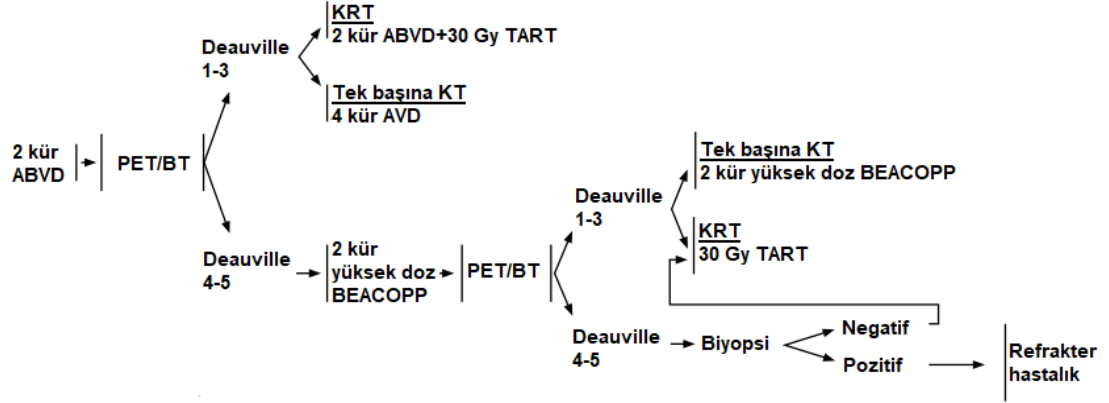 KRT
2 kür ABVD+30 Gy TART
Deauville
1-3
Tek başına KT
4 kür AVD
2 kür
ABVD
PET/BT
Deauville
4-5
2 kür
yüksek doz
BEACOPP
PET/BT
Deauville
1-3
Tek başına KT
2 kür yüksek doz BEACOPP
KRT
30 Gy TART
Deauville
4-5
Biyopsi
Negatif
Pozitif
Refrakter
hastalık